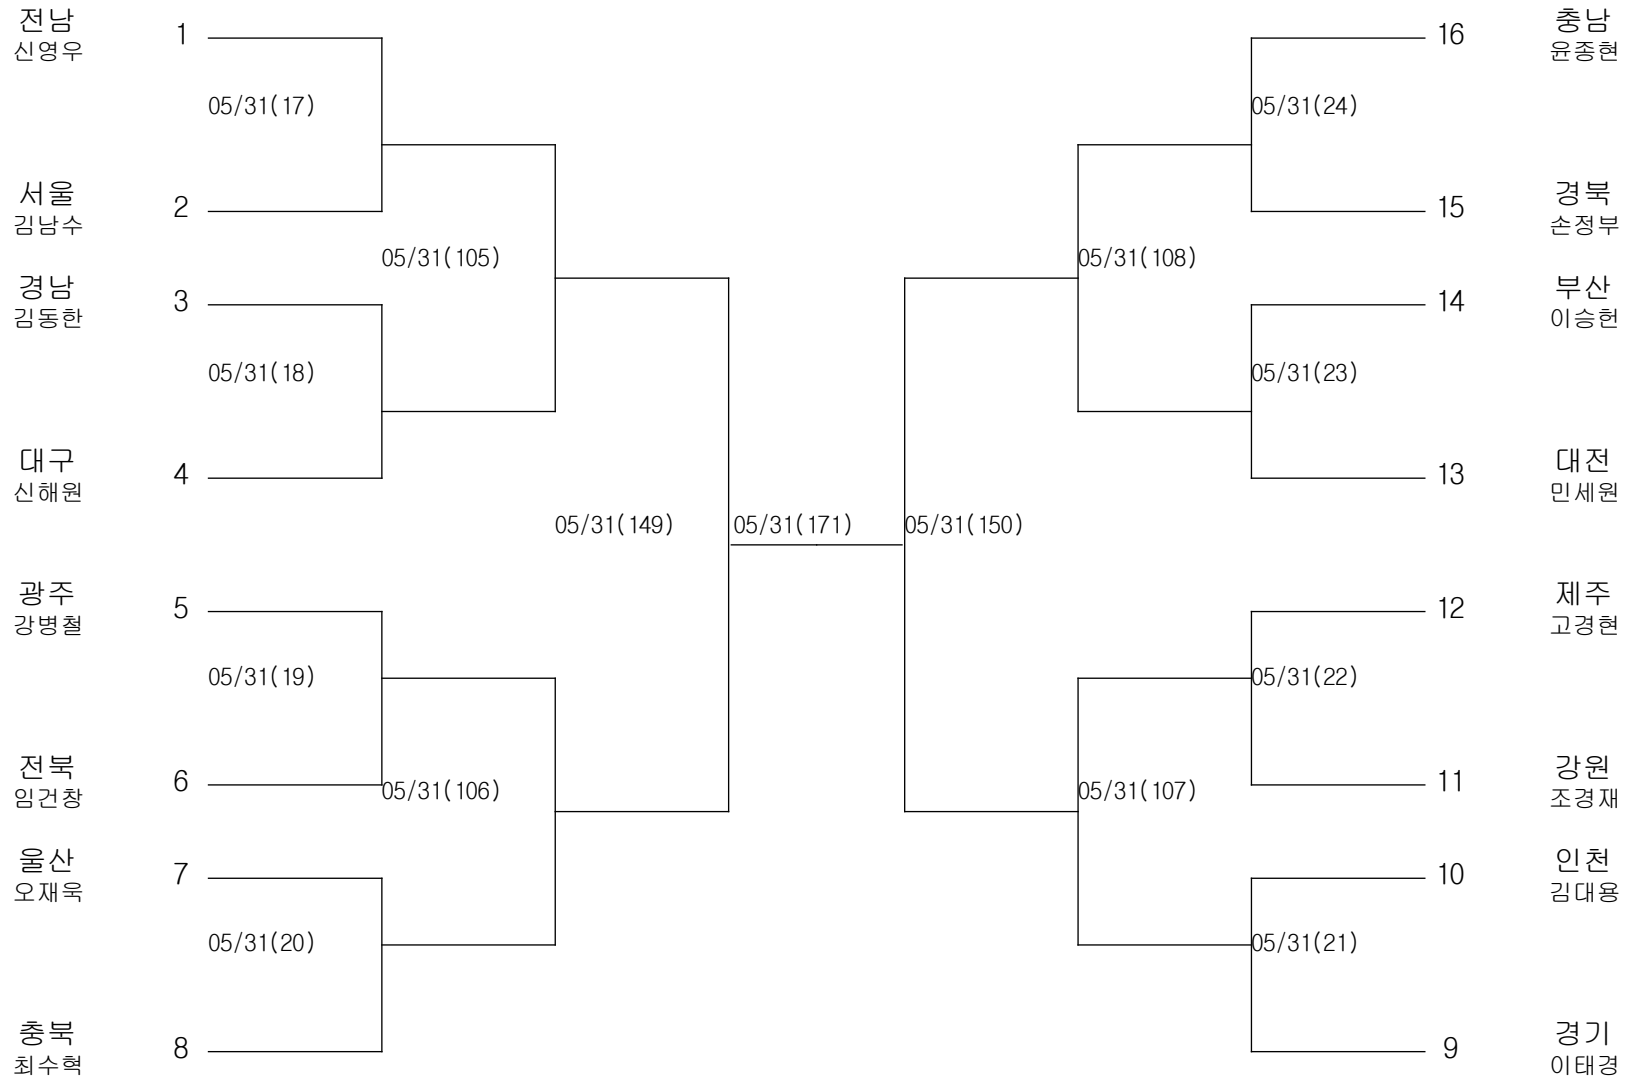 전남
신영우
1
16
충남
윤종현
05/31(17)
05/31(24)
서울
김남수
2
15
경북
손정부
05/31(105)
05/31(108)
경남
김동한
3
14
부산
이승헌
05/31(18)
05/31(23)
대구
신해원
4
13
대전
민세원
05/31(149)
05/31(171)
05/31(150)
광주
강병철
5
12
제주
고경현
05/31(19)
05/31(22)
전북
임건창
6
11
강원
조경재
05/31(106)
05/31(107)
울산
오재욱
7
10
인천
김대용
05/31(20)
05/31(21)
충북
최수혁
8
9
경기
이태경